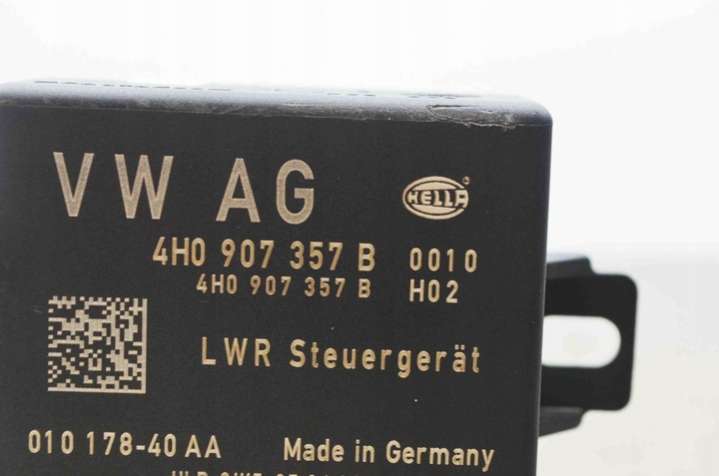 VW AG HELLA
4H0 907 357 B 0010
4H0 907 357 B H02
LWR Steuergerät
010 178-40 AA Made in Germany